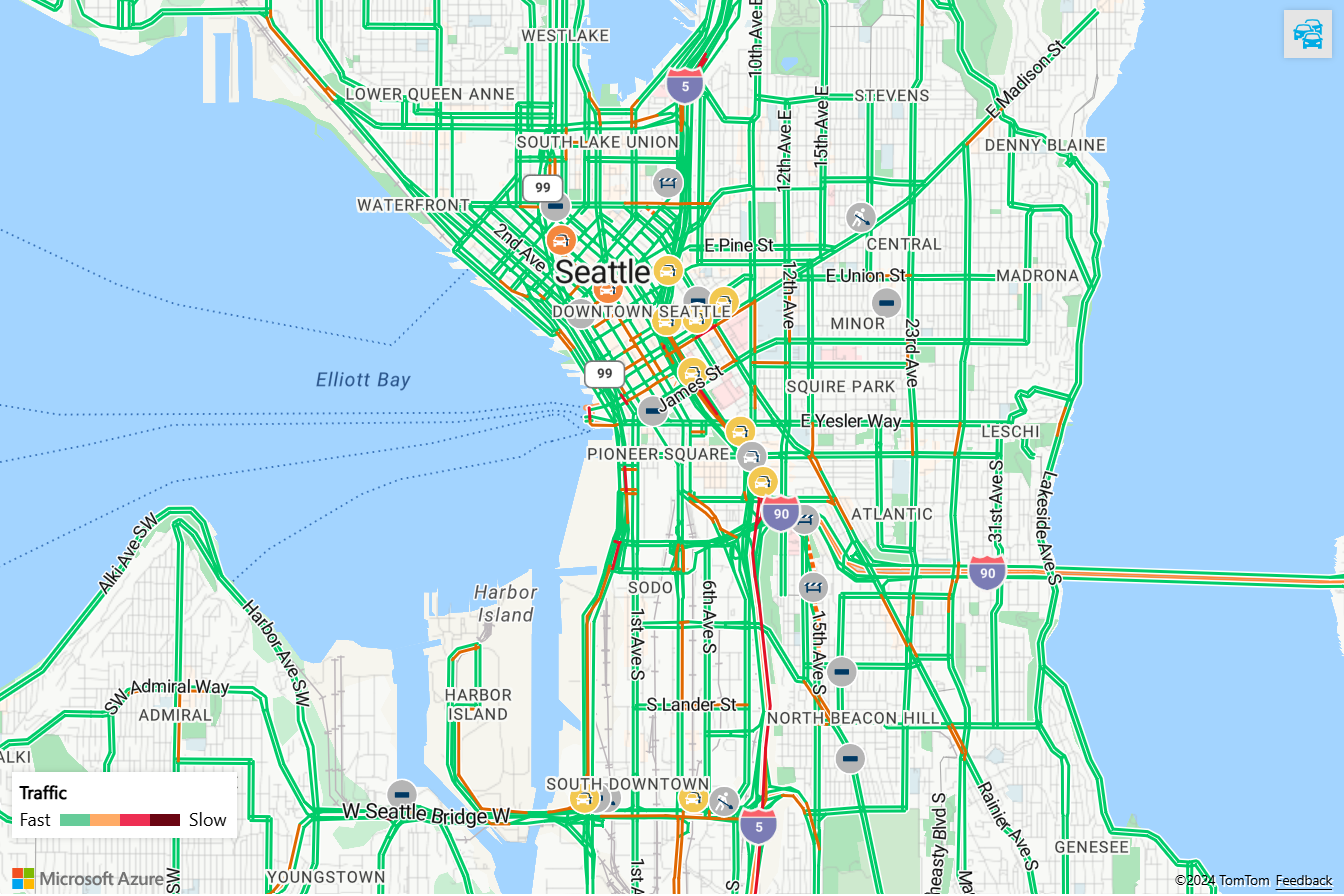 WESTLAKE
10th Ave E
5
LOWER QUEEN ANNE
STEVENS
E Madison St
SOUTH LAKE UNION
12th Ave E
15th Ave E
DENNY BLAINE
99
WATERFRONT
2nd Ave
E Pine St
CENTRAL
Seattle
12th Ave
E Union St
MADRONA
DOWNTOWN SEATTLE
MINOR
23rd Ave
Elliott Bay
99
James St
SQUIRE PARK
E Yesler Way
LESCHI
PIONEER SQUARE
31st Ave S
Lakeside Ave S
90
ATLANTIC
Alki Ave SW
90
Harbor
Island
SODO
1st Ave S
6th Ave S
15th Ave S
Harbor Ave SW
SW Admiral Way
ADMIRAL
HARBOR
ISLAND
S Lander St
NORTH BEACON HILL
ALKI
Traffic
Fast
Slow
SOUTH DOWNTOWN
W Seattle Bridge W
5
Rainier Ave S
GENESEE
YOUNGSTOWN
SW
1st A
S
easty Blvd S
Ma
Microsoft Azure
©2024 TomTom Feedback